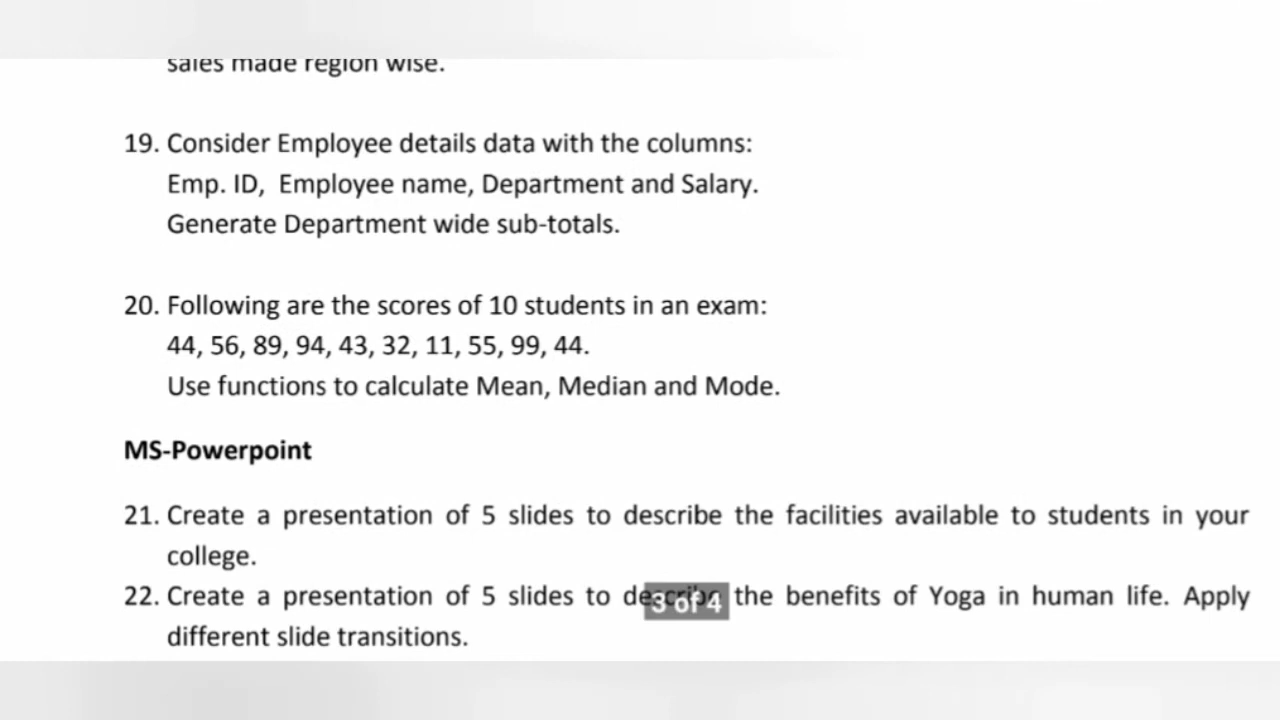 sales made region wise.
19. Consider Employee details data with the columns:
Emp. ID, Employee name, Department and Salary.
Generate Department wide sub-totals.
20. Following are the scores of 10 students in an exam:
44, 56, 89, 94, 43, 32, 11, 55, 99, 44.
Use functions to calculate Mean, Median and Mode.
MS-Powerpoint
21. Create a presentation of 5 slides to describe the facilities available to students in your
college.
22. Create a presentation of 5 slides to describe the benefits of Yoga in human life. Apply
3 of 4
different slide transitions.